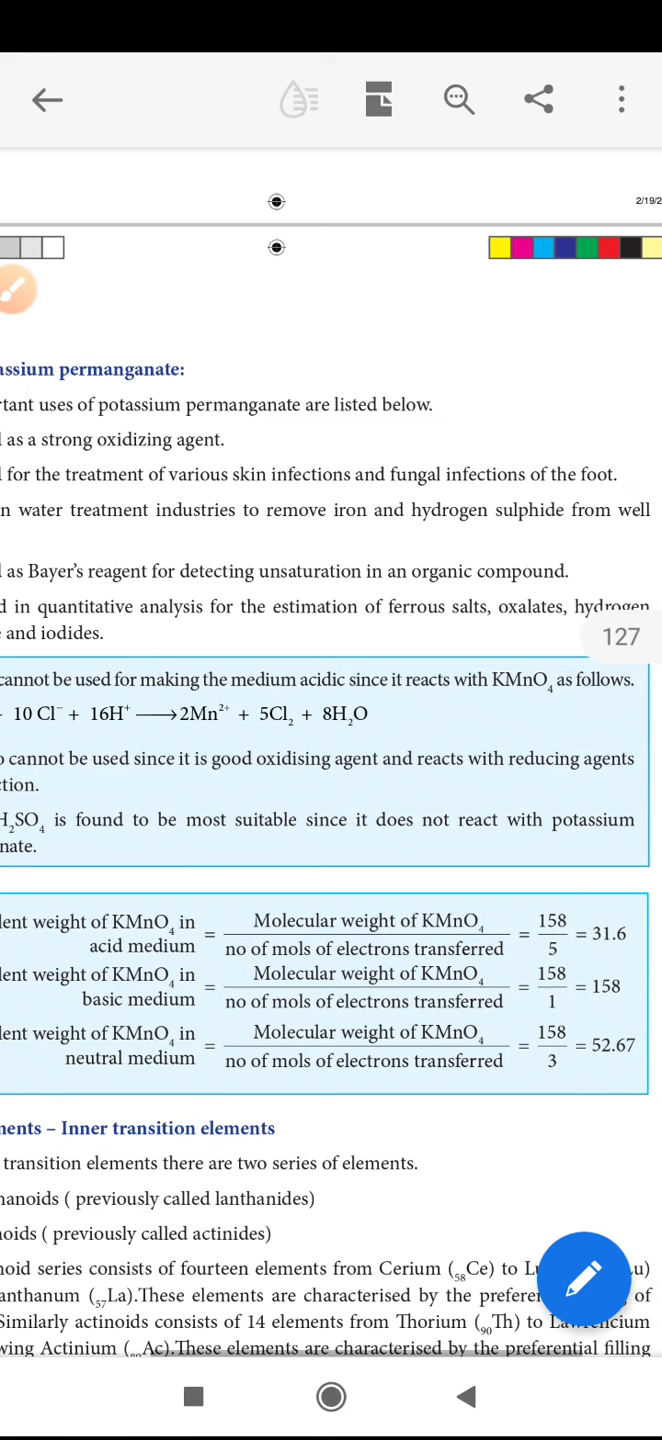 2/19/2
assium permanganate:
rtant uses of potassium permanganate are listed below.
as a strong oxidizing agent.
for the treatment of various skin infections and fungal infections of the foot.
n water treatment industries to remove iron and hydrogen sulphide from well
as Bayer’s reagent for detecting unsaturation in an organic compound.
d in quantitative analysis for the estimation of ferrous salts, oxalates, hydrogen
and iodides.
127
cannot be used for making the medium acidic since it reacts with KMnO₄ as follows.
10 Cl⁻ + 16H⁺ ⟶ 2Mn²⁺ + 5Cl₂ + 8H₂O
o cannot be used since it is good oxidising agent and reacts with reducing agents
ction.
H₂SO₄ is found to be most suitable since it does not react with potassium
nate.
lent weight of KMnO₄ in acid medium = Molecular weight of KMnO₄ / no of mols of electrons transferred = 158 / 5 = 31.6
lent weight of KMnO₄ in basic medium = Molecular weight of KMnO₄ / no of mols of electrons transferred = 158 / 1 = 158
lent weight of KMnO₄ in neutral medium = Molecular weight of KMnO₄ / no of mols of electrons transferred = 158 / 3 = 52.67
ments – Inner transition elements
transition elements there are two series of elements.
hanoids ( previously called lanthanides)
noids ( previously called actinides)
noid series consists of fourteen elements from Cerium (₅₈Ce) to Lu u)
anthanum (₅₇La).These elements are characterised by the prefere of
Similarly actinoids consists of 14 elements from Thorium (₉₀Th) to Lawrencium
wing Actinium ( Ac).These elements are characterised by the preferential filling